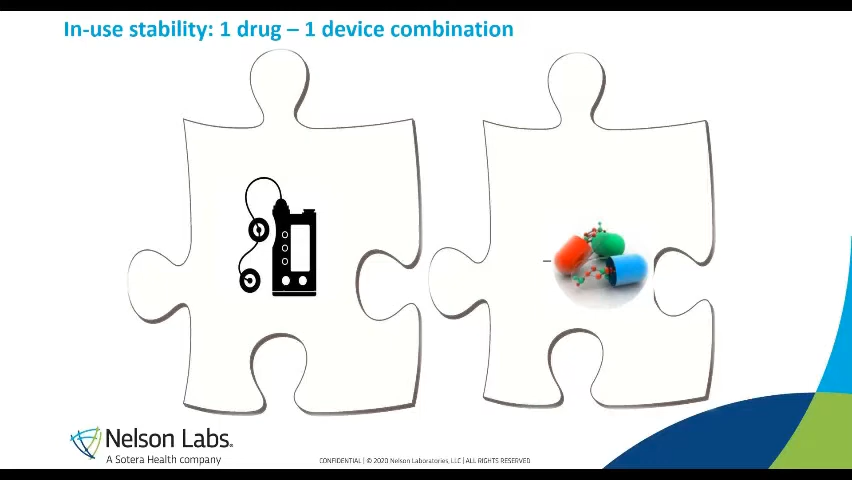 In-use stability: 1 drug – 1 device combination
Nelson Labs.
A Sotera Health company
CONFIDENTIAL | © 2020 Nelson Laboratories, LLC | ALL RIGHTS RESERVED